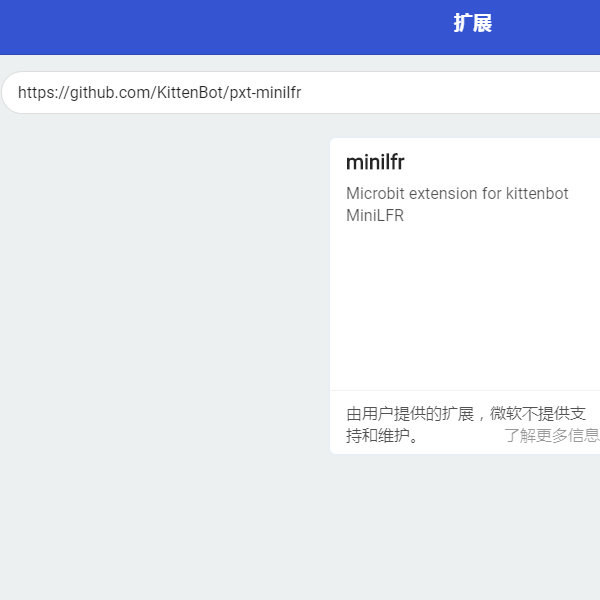 扩展
https://github.com/KittenBot/pxt-minilfr
minilfr
Microbit extension for kittenbot
MiniLFR
由用户提供的扩展，微软不提供支
持和维护。
了解更多信息